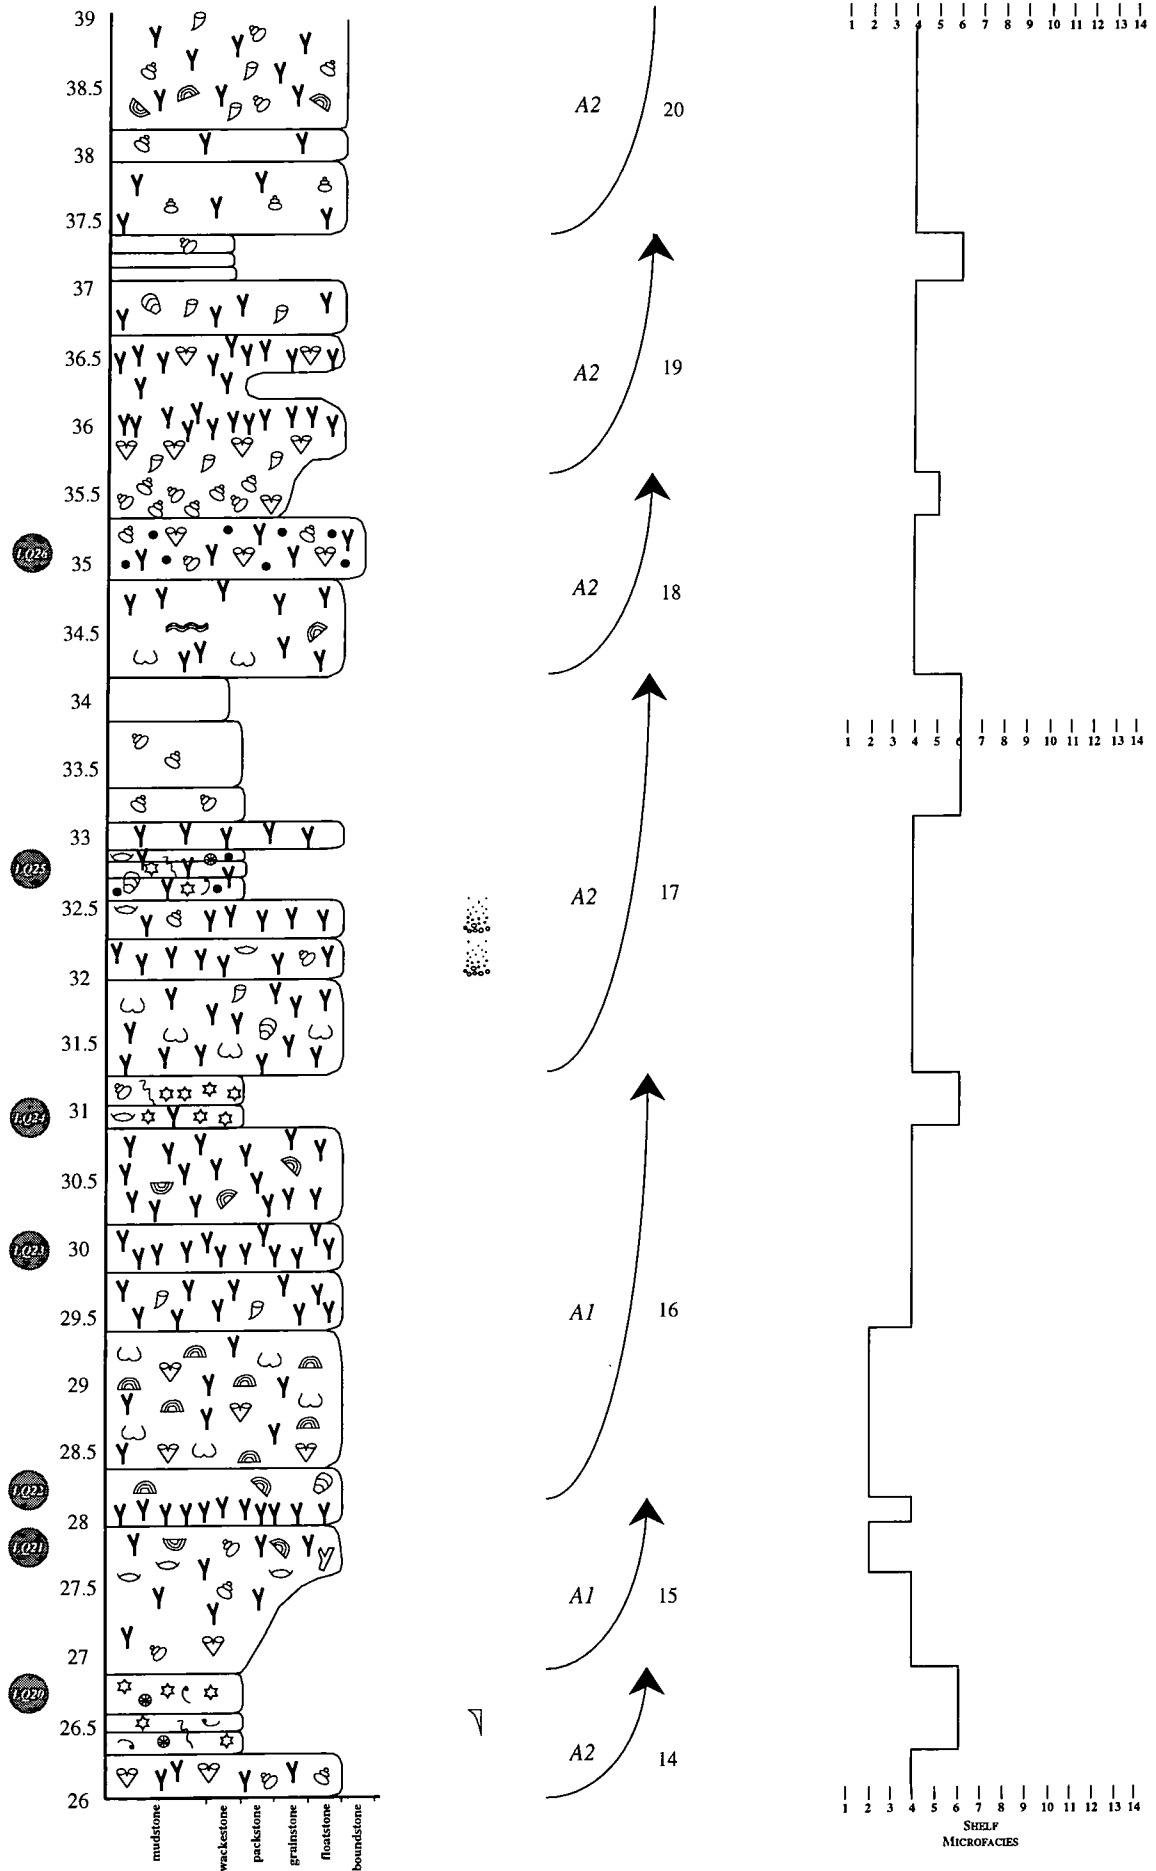 1 2 3 4 5 6 7 8 9 10 11 12 13 14
39
38.5
A2 20
38
37.5
37
36.5
A2 19
36
35.5
LQ26
35
A2 18
34.5
34
1 2 3 4 5 6 7 8 9 10 11 12 13 14
33.5
33
LQ25
A2 17
32.5
32
31.5
LQ24
31
30.5
LQ23
30
29.5
A1 16
29
28.5
LQ22
28
LQ21
27.5
A1 15
27
LQ20
26.5
A2 14
26
1 2 3 4 5 6 7 8 9 10 11 12 13 14
mudstone
wackestone
packstone
grainstone
floatstone
boundstone
SHELF
MICROFACIES